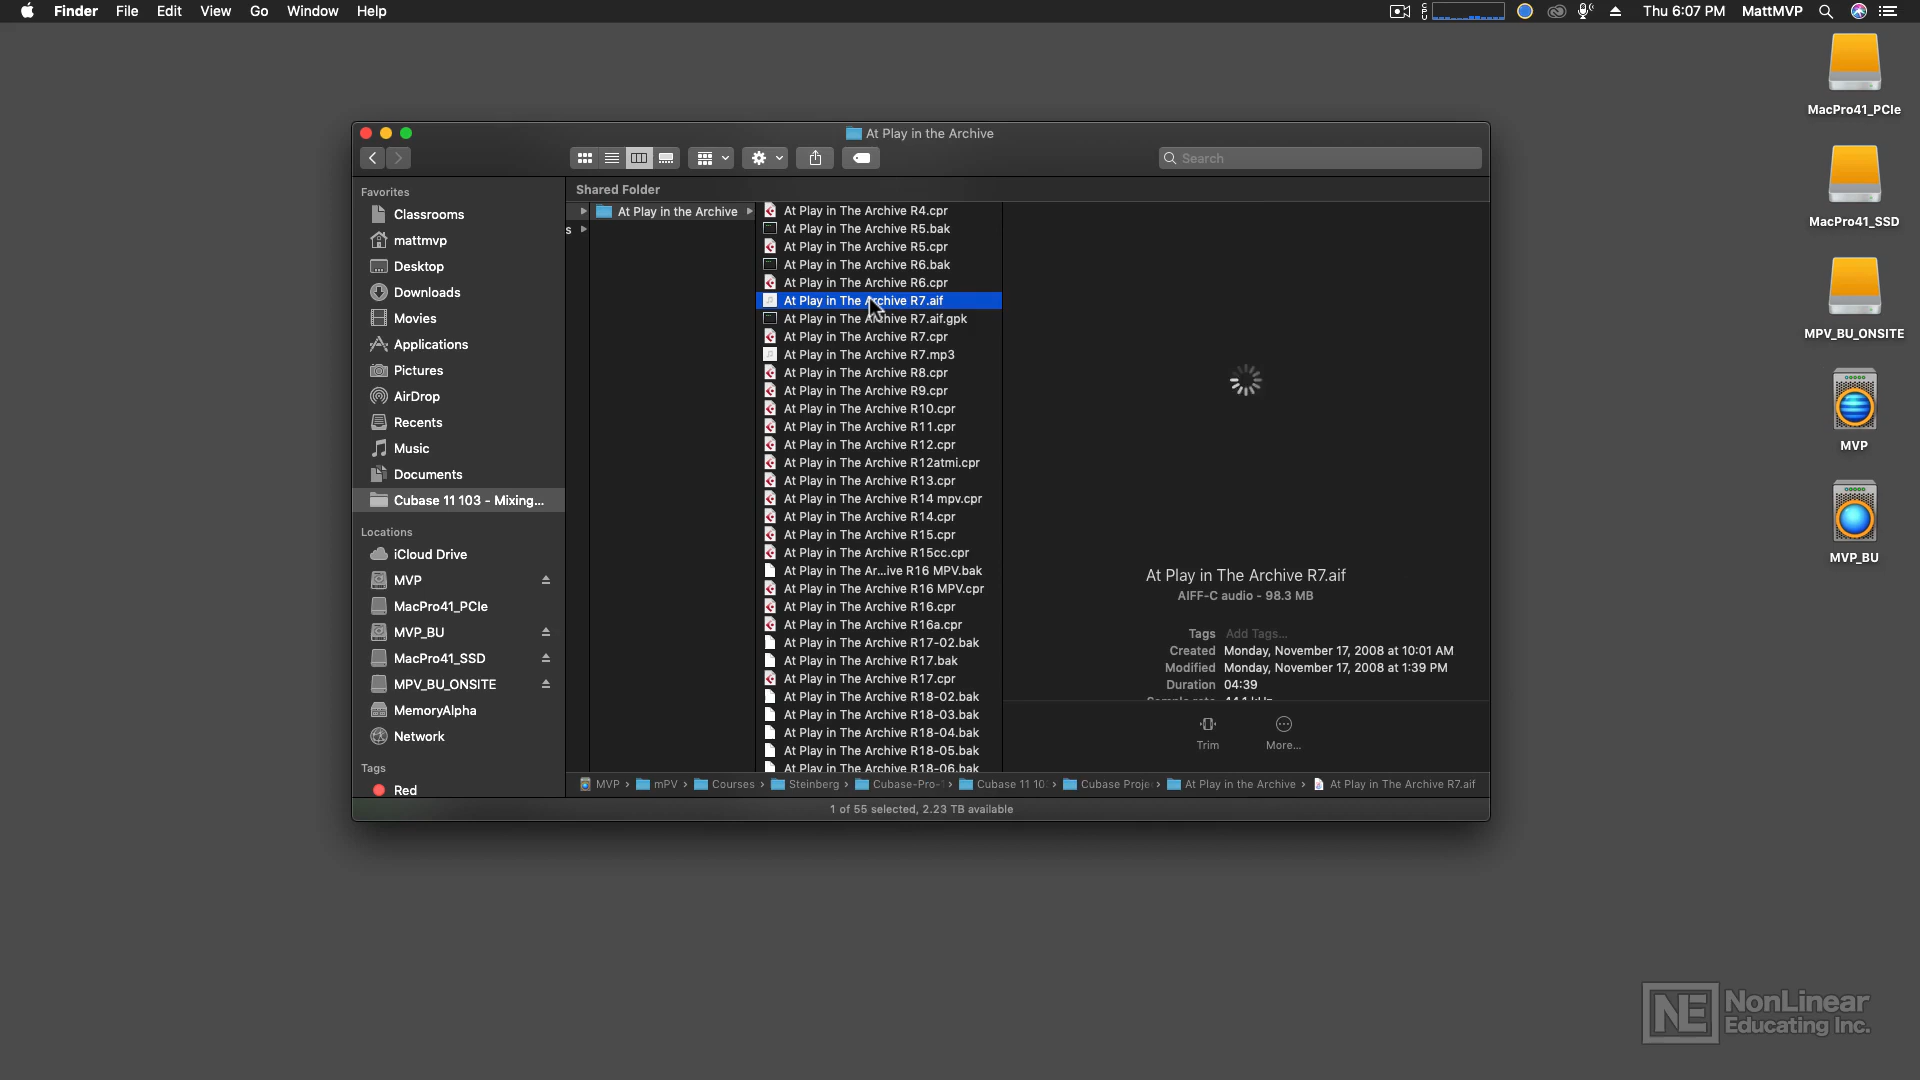 Finder File Edit View Go Window Help
Thu 6:07 PM MattMVP
MacPro41_PCIe
MacPro41_SSD
MPV_BU_ONSITE
MVP
MVP_BU
At Play in the Archive
Search
Favorites
Classrooms
mattmvp
Desktop
Downloads
Movies
Applications
Pictures
AirDrop
Recents
Music
Documents
Cubase 11 103 - Mixing...
Locations
iCloud Drive
MVP
MacPro41_PCIe
MVP_BU
MacPro41_SSD
MPV_BU_ONSITE
MemoryAlpha
Network
Tags
Red
Shared Folder
s
At Play in the Archive
At Play in The Archive R4.cpr
At Play in The Archive R5.bak
At Play in The Archive R5.cpr
At Play in The Archive R6.bak
At Play in The Archive R6.cpr
At Play in The Archive R7.aif
At Play in The Archive R7.aif.gpk
At Play in The Archive R7.cpr
At Play in The Archive R7.mp3
At Play in The Archive R8.cpr
At Play in The Archive R9.cpr
At Play in The Archive R10.cpr
At Play in The Archive R11.cpr
At Play in The Archive R12.cpr
At Play in The Archive R12atmi.cpr
At Play in The Archive R13.cpr
At Play in The Archive R14 mpv.cpr
At Play in The Archive R14.cpr
At Play in The Archive R15.cpr
At Play in The Archive R15cc.cpr
At Play in The Ar...ive R16 MPV.bak
At Play in The Archive R16 MPV.cpr
At Play in The Archive R16.cpr
At Play in The Archive R16a.cpr
At Play in The Archive R17-02.bak
At Play in The Archive R17.bak
At Play in The Archive R17.cpr
At Play in The Archive R18-02.bak
At Play in The Archive R18-03.bak
At Play in The Archive R18-04.bak
At Play in The Archive R18-05.bak
At Play in The Archive R18-06.bak
At Play in The Archive R7.aif
AIFF-C audio - 98.3 MB
Tags Add Tags...
Created Monday, November 17, 2008 at 10:01 AM
Modified Monday, November 17, 2008 at 1:39 PM
Duration 04:39
Sample rate 44.1 kHz
Trim
More...
MVP › mPV › Courses › Steinberg › Cubase-Pro- › Cubase 11 10 › Cubase Proje › At Play in the Archive › At Play in The Archive R7.aif
1 of 55 selected, 2.23 TB available
NE NonLinear
Educating Inc.